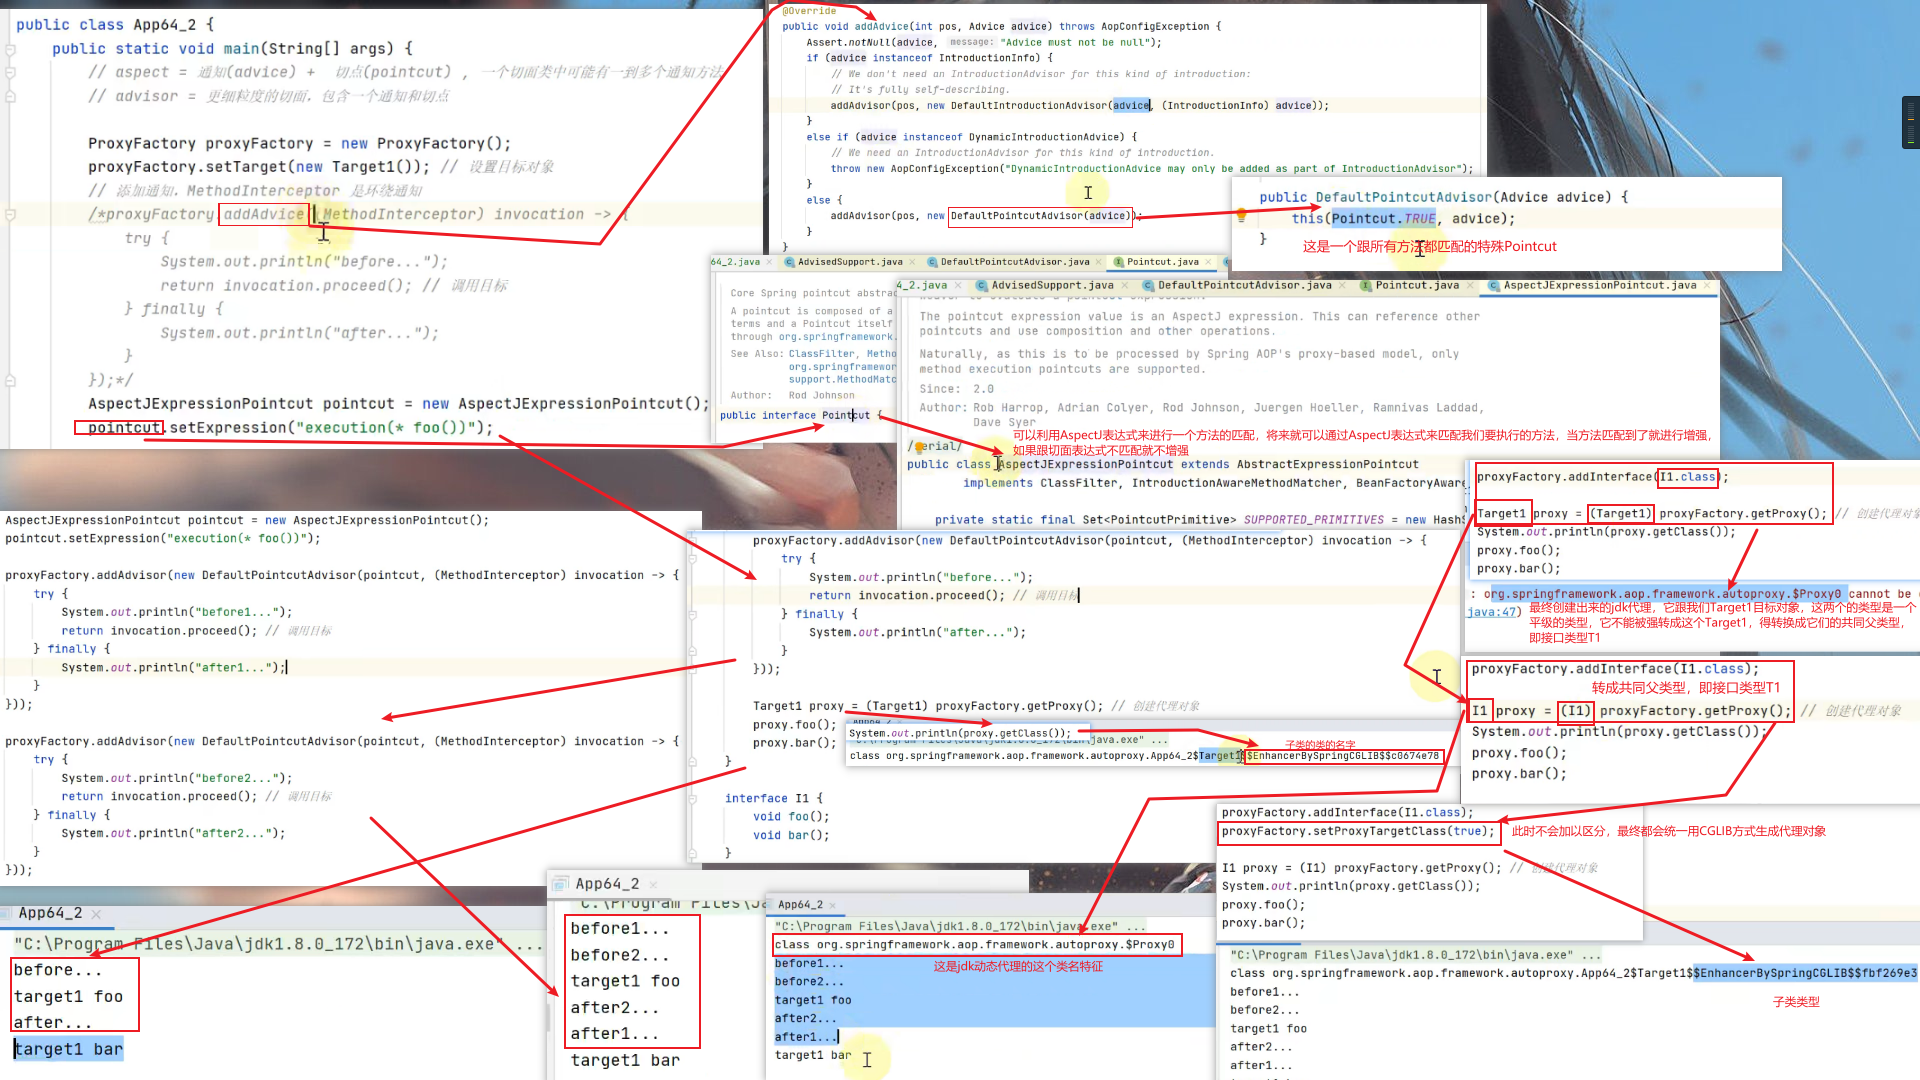 public class App64_2 {
public static void main(String[] args) {
// aspect = 通知(advice) +  切点(pointcut) , 一个切面类中可能有一到多个通知方法
// advisor = 更细粒度的切面，包含一个通知和切点
ProxyFactory proxyFactory = new ProxyFactory();
proxyFactory.setTarget(new Target1()); // 设置目标对象
// 添加通知，MethodInterceptor 是环绕通知
/*proxyFactory.addAdvice((MethodInterceptor) invocation -> {
try {
System.out.println("before...");
return invocation.proceed(); // 调用目标
} finally {
System.out.println("after...");
}
});*/
AspectJExpressionPointcut pointcut = new AspectJExpressionPointcut();
pointcut.setExpression("execution(* foo())");
@Override
public void addAdvice(int pos, Advice advice) throws AopConfigException {
Assert.notNull(advice, message: "Advice must not be null");
if (advice instanceof IntroductionInfo) {
// We don't need an IntroductionAdvisor for this kind of introduction:
// It's fully self-describing.
addAdvisor(pos, new DefaultIntroductionAdvisor(advice, (IntroductionInfo) advice));
}
else if (advice instanceof DynamicIntroductionAdvice) {
// We need an IntroductionAdvisor for this kind of introduction.
throw new AopConfigException("DynamicIntroductionAdvice may only be added as part of IntroductionAdvisor");
}
else {
addAdvisor(pos, new DefaultPointcutAdvisor(advice));
}
}
public DefaultPointcutAdvisor(Advice advice) {
this(Pointcut.TRUE, advice);
}
这是一个跟所有方法都匹配的特殊Pointcut
64_2.java AdvisedSupport.java DefaultPointcutAdvisor.java Pointcut.java
Core Spring pointcut abstrac
A pointcut is composed of a
terms and a Pointcut itself
through org.springframework.
See Also: ClassFilter, Metho
org.springframewor
support.MethodMatc
Author: Rod Johnson
public interface Pointcut {
4_2.java AdvisedSupport.java DefaultPointcutAdvisor.java Pointcut.java AspectJExpressionPointcut.java
The pointcut expression value is an AspectJ expression. This can reference other
pointcuts and use composition and other operations.
Naturally, as this is to be processed by Spring AOP's proxy-based model, only
method execution pointcuts are supported.
Since: 2.0
Author: Rob Harrop, Adrian Colyer, Rod Johnson, Juergen Hoeller, Ramnivas Laddad,
Dave Syer
可以利用AspectJ表达式来进行一个方法的匹配，将来就可以通过AspectJ表达式来匹配我们要执行的方法，当方法匹配到了就进行增强，
如果跟切面表达式不匹配就不增强
/serial/
public class AspectJExpressionPointcut extends AbstractExpressionPointcut
implements ClassFilter, IntroductionAwareMethodMatcher, BeanFactoryAware
private static final Set<PointcutPrimitive> SUPPORTED_PRIMITIVES = new HashS
AspectJExpressionPointcut pointcut = new AspectJExpressionPointcut();
pointcut.setExpression("execution(* foo())");
proxyFactory.addAdvisor(new DefaultPointcutAdvisor(pointcut, (MethodInterceptor) invocation -> {
try {
System.out.println("before1...");
return invocation.proceed(); // 调用目标
} finally {
System.out.println("after1...");
}
}));
proxyFactory.addAdvisor(new DefaultPointcutAdvisor(pointcut, (MethodInterceptor) invocation -> {
try {
System.out.println("before2...");
return invocation.proceed(); // 调用目标
} finally {
System.out.println("after2...");
}
}));
proxyFactory.addAdvisor(new DefaultPointcutAdvisor(pointcut, (MethodInterceptor) invocation -> {
try {
System.out.println("before...");
return invocation.proceed(); // 调用目标
} finally {
System.out.println("after...");
}
}));
Target1 proxy = (Target1) proxyFactory.getProxy(); // 创建代理对象
proxy.foo();
proxy.bar();
}
System.out.println(proxy.getClass());
子类的类的名字
class org.springframework.aop.framework.autoproxy.App64_2$Target1$$EnhancerBySpringCGLIB$$c0674e78
interface I1 {
void foo();
void bar();
}
proxyFactory.addInterface(I1.class);
Target1 proxy = (Target1) proxyFactory.getProxy(); // 创建代理对象
System.out.println(proxy.getClass());
proxy.foo();
proxy.bar();
: org.springframework.aop.framework.autoproxy.$Proxy0 cannot be
java:47)
最终创建出来的jdk代理，它跟我们Target1目标对象，这两个的类型是一个
平级的类型，它不能被强转成这个Target1，得转换成它们的共同父类型，
即接口类型T1
proxyFactory.addInterface(I1.class);
转成共同父类型，即接口类型T1
I1 proxy = (I1) proxyFactory.getProxy(); // 创建代理对象
System.out.println(proxy.getClass());
proxy.foo();
proxy.bar();
proxyFactory.addInterface(I1.class);
proxyFactory.setProxyTargetClass(true);
此时不会加以区分，最终都会统一用CGLIB方式生成代理对象
I1 proxy = (I1) proxyFactory.getProxy(); // 创建代理对象
System.out.println(proxy.getClass());
proxy.foo();
proxy.bar();
App64_2
"C:\Program Files\Java\jdk1.8.0_172\bin\java.exe" ...
before...
target1 foo
after...
target1 bar
App64_2
before1...
before2...
target1 foo
after2...
after1...
target1 bar
App64_2
"C:\Program Files\Java\jdk1.8.0_172\bin\java.exe" ...
class org.springframework.aop.framework.autoproxy.$Proxy0
这是jdk动态代理的这个类名特征
before1...
before2...
target1 foo
after2...
after1...
target1 bar
"C:\Program Files\Java\jdk1.8.0_172\bin\java.exe" ...
class org.springframework.aop.framework.autoproxy.App64_2$Target1$$EnhancerBySpringCGLIB$$fbf269e3
子类类型
before1...
before2...
target1 foo
after2...
after1...